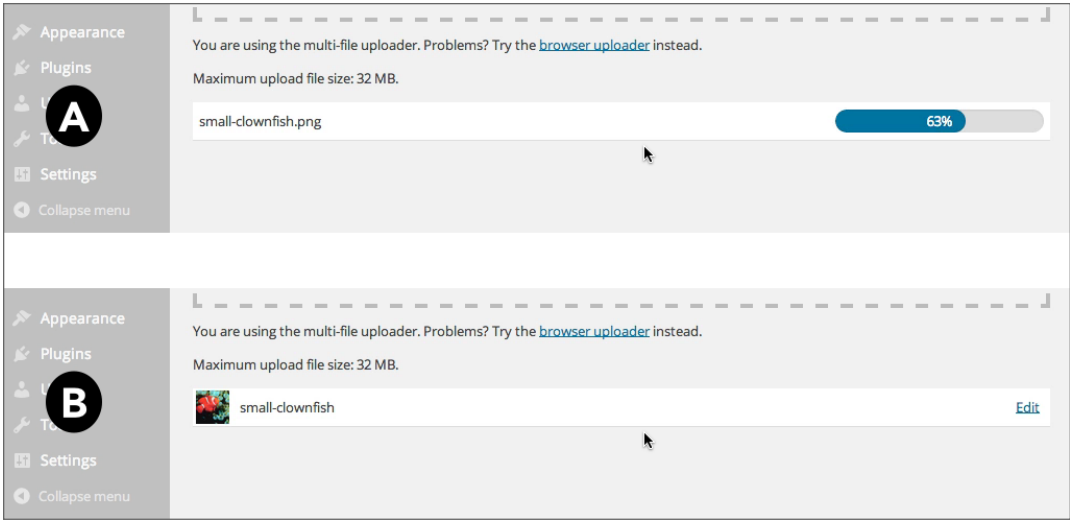 Appearance
Plugins
A
Settings
Collapse menu
You are using the multi-file uploader. Problems? Try the browser uploader instead.
Maximum upload file size: 32 MB.
small-clownfish.png 63%
Appearance
Plugins
B
Settings
Collapse menu
You are using the multi-file uploader. Problems? Try the browser uploader instead.
Maximum upload file size: 32 MB.
small-clownfish Edit